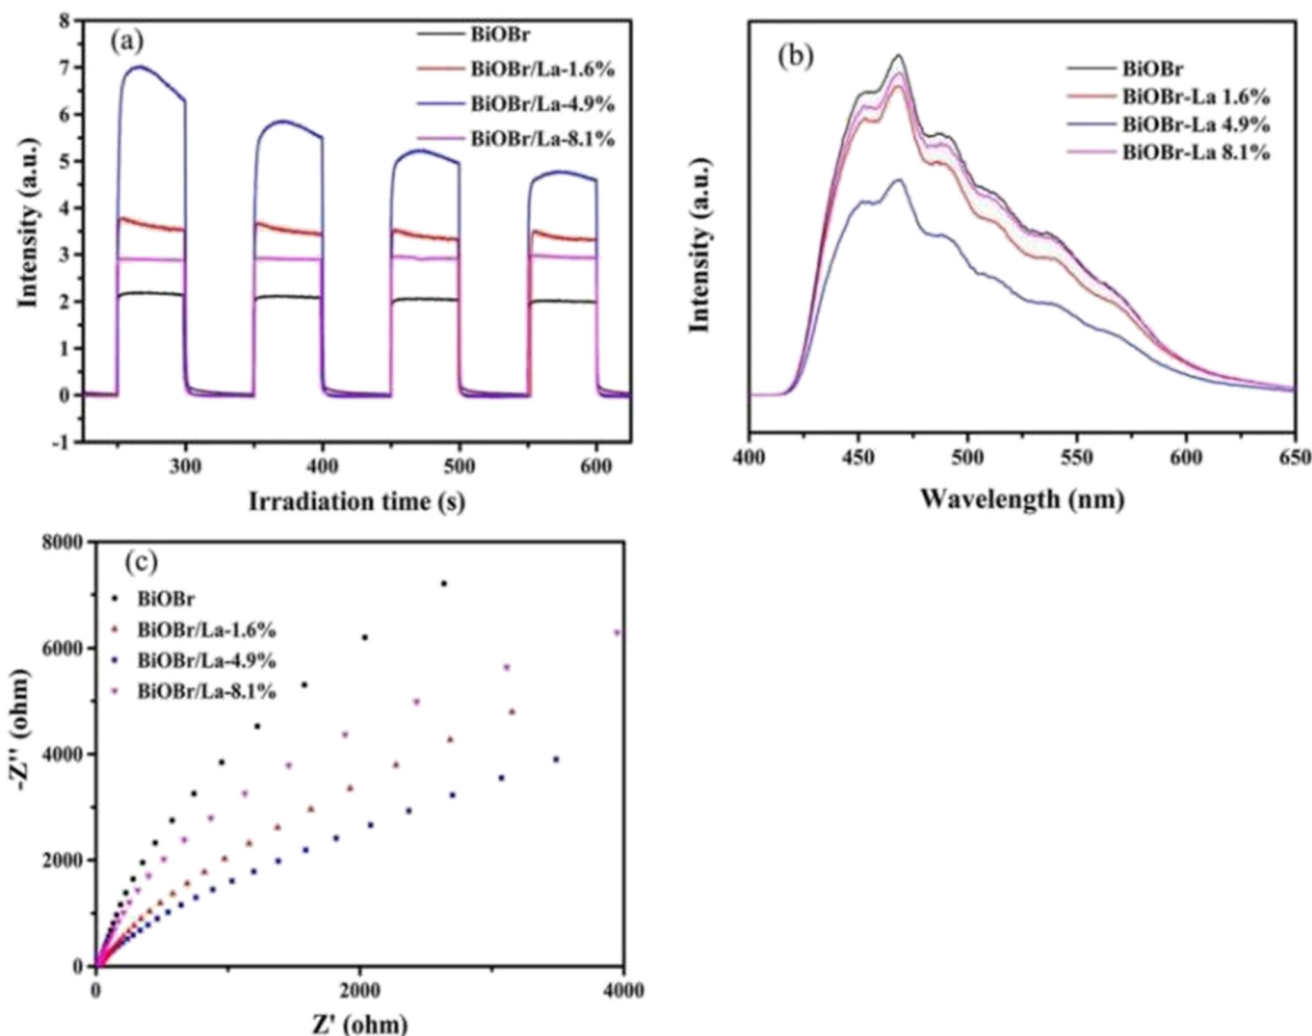 (a)
BiOBr
BiOBr/La-1.6%
BiOBr/La-4.9%
BiOBr/La-8.1%
8
7
6
5
4
3
2
1
0
-1
Intensity (a.u.)
300 400 500 600
Irradiation time (s)
(b)
BiOBr
BiOBr-La 1.6%
BiOBr-La 4.9%
BiOBr-La 8.1%
Intensity (a.u.)
400 450 500 550 600 650
Wavelength (nm)
(c)
BiOBr
BiOBr/La-1.6%
BiOBr/La-4.9%
BiOBr/La-8.1%
8000
6000
4000
2000
0
-Z'' (ohm)
0 2000 4000
Z' (ohm)